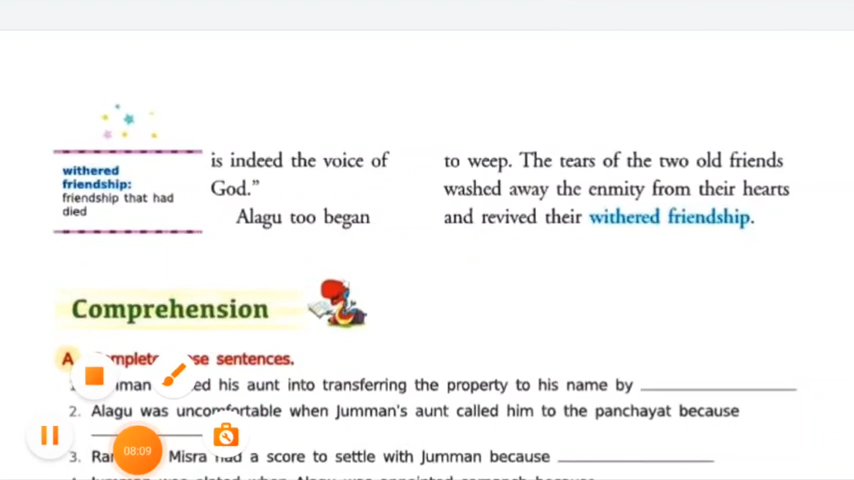 withered
friendship:
friendship that had
died
is indeed the voice of
God."
Alagu too began
to weep. The tears of the two old friends
washed away the enmity from their hearts
and revived their withered friendship.
Comprehension
A sentences.
his aunt into transferring the property to his name by
2. Alagu was uncomfortable when Jumman's aunt called him to the panchayat because
3. Misra had a score to settle with Jumman because
08:09